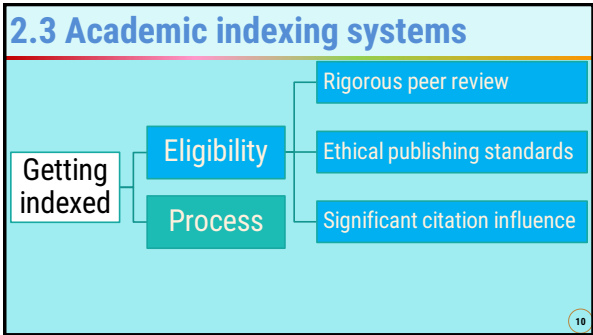 2.3 Academic indexing systems
Getting
indexed
Eligibility
Process
Rigorous peer review
Ethical publishing standards
Significant citation influence
10